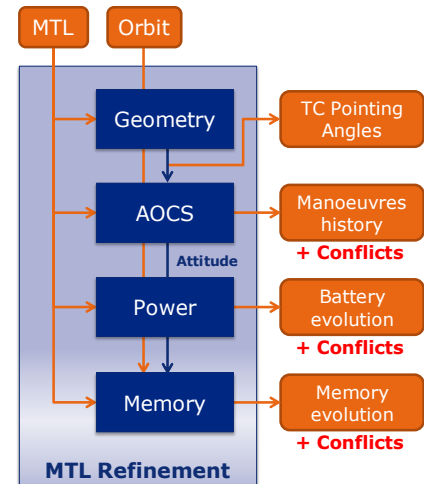 MTL
Orbit
Geometry
TC Pointing
Angles
AOCS
Manoeuvres
history
+ Conflicts
Attitude
Power
Battery
evolution
+ Conflicts
Memory
Memory
evolution
+ Conflicts
MTL Refinement